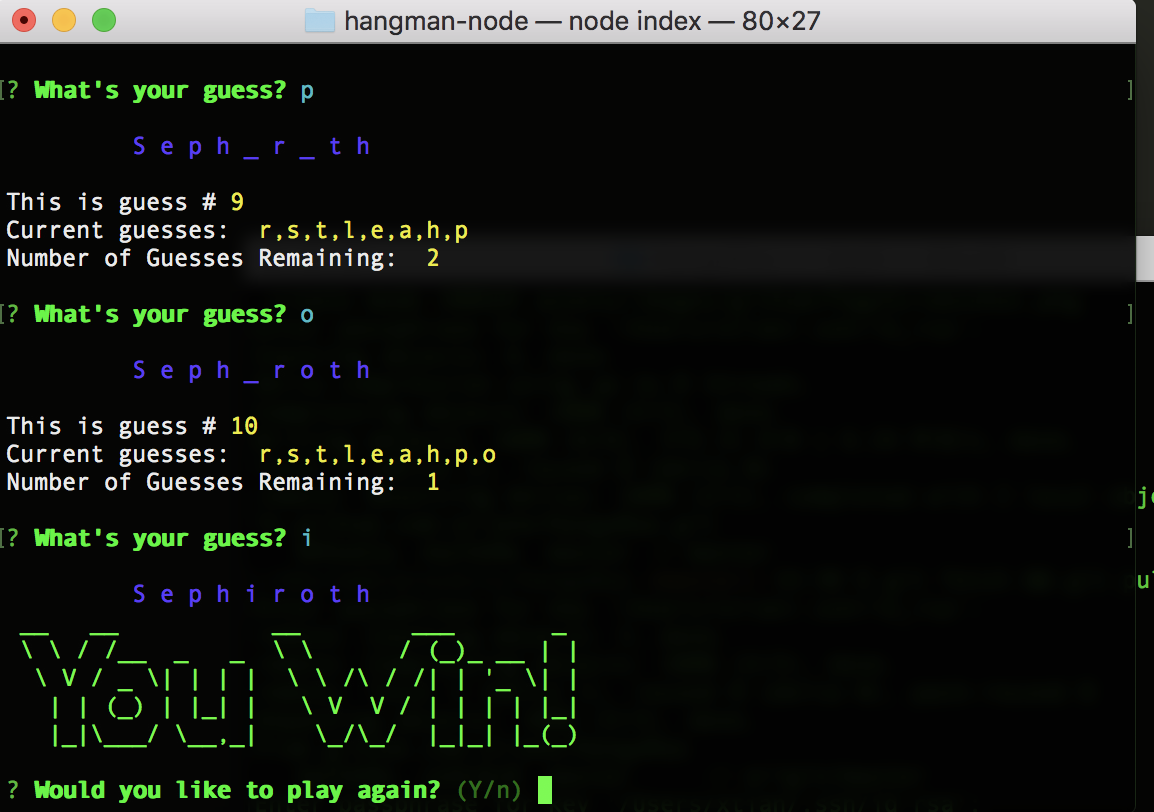 hangman-node — node index — 80×27
[? What's your guess? p ]
S e p h _ r _ t h
This is guess # 9
Current guesses: r,s,t,l,e,a,h,p
Number of Guesses Remaining: 2
[? What's your guess? o ]
S e p h _ r o t h
This is guess # 10
Current guesses: r,s,t,l,e,a,h,p,o
Number of Guesses Remaining: 1
[? What's your guess? i ]
S e p h i r o t h
You Win!
? Would you like to play again? (Y/n)